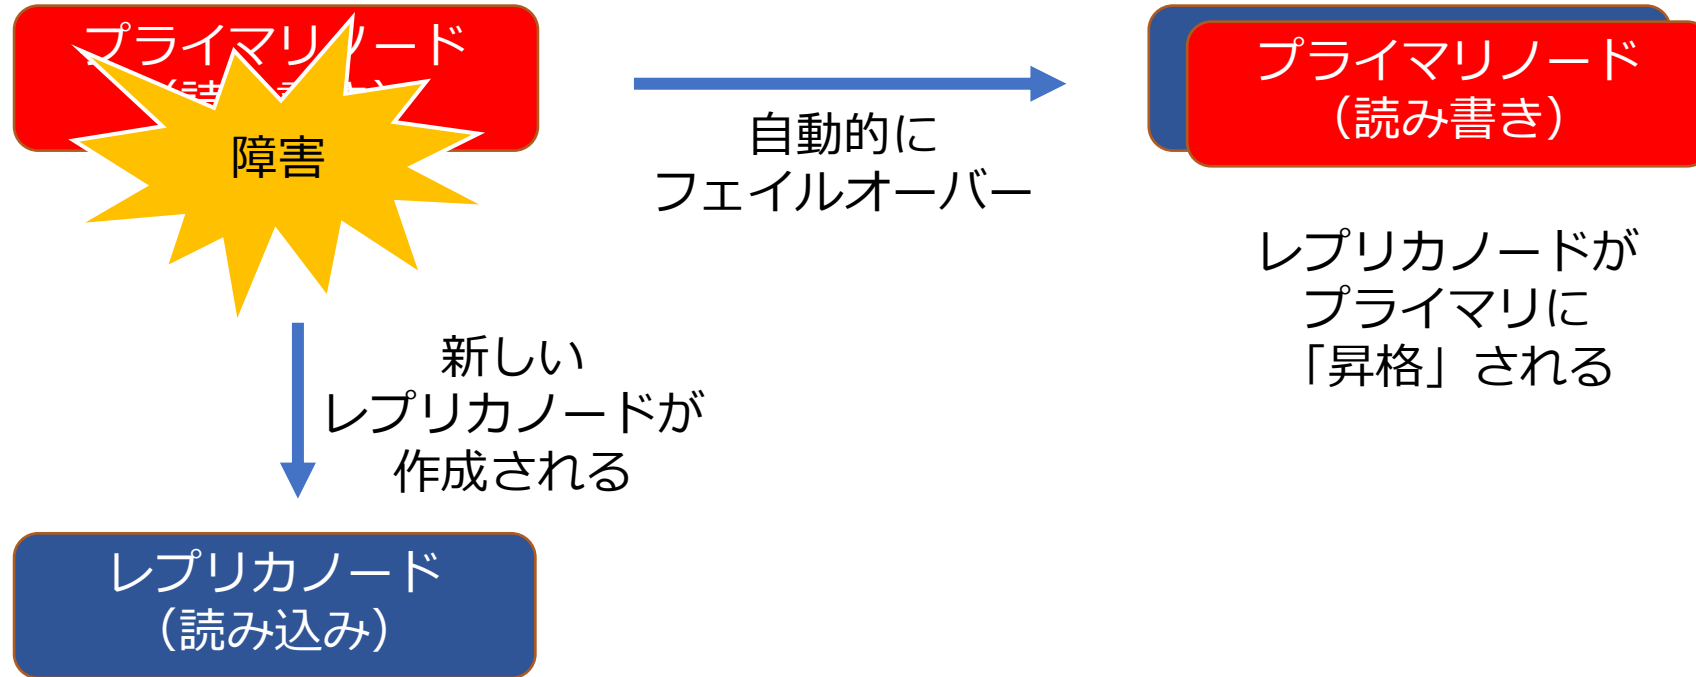 プライマリノード
障害
自動的に
フェイルオーバー
プライマリノード
（読み書き）
レプリカノードが
プライマリに
「昇格」される
新しい
レプリカノードが
作成される
レプリカノード
（読み込み）